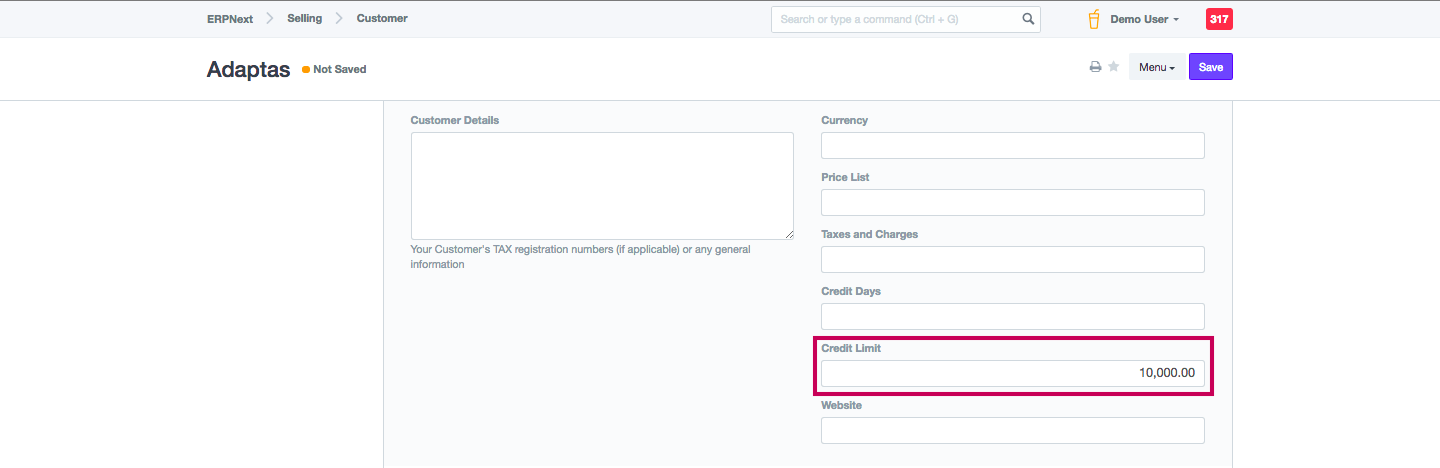 ERPNext
Selling
Customer
Search or type a command (Ctrl + G)
Demo User
317
Adaptas
Not Saved
Menu
Save
Customer Details
Your Customer's TAX registration numbers (if applicable) or any general
information
Currency
Price List
Taxes and Charges
Credit Days
Credit Limit
10,000.00
Website